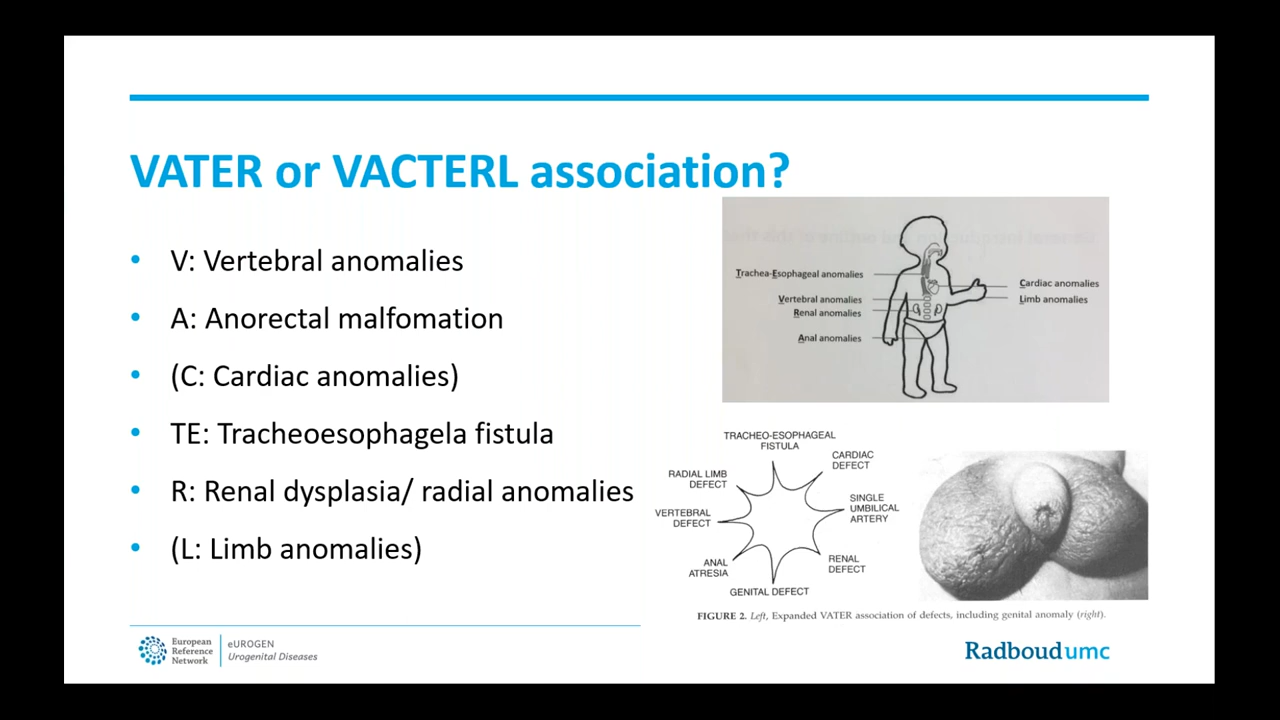 VATER or VACTERL association?
• V: Vertebral anomalies
• A: Anorectal malfomation
• (C: Cardiac anomalies)
• TE: Tracheoesophagela fistula
• R: Renal dysplasia/ radial anomalies
• (L: Limb anomalies)
Trachea-Esophageal anomalies
Vertebral anomalies
Renal anomalies
Anal anomalies
Cardiac anomalies
Limb anomalies
TRACHEO-ESOPHAGEAL
FISTULA
CARDIAC
DEFECT
SINGLE
UMBILICAL
ARTERY
RENAL
DEFECT
GENITAL DEFECT
ANAL
ATRESIA
VERTEBRAL
DEFECT
RADIAL LIMB
DEFECT
FIGURE 2. Left, Expanded VATER association of defects, including genital anomaly (right).
European
Reference
Network
eUROGEN
Urogenital Diseases
Radboudumc